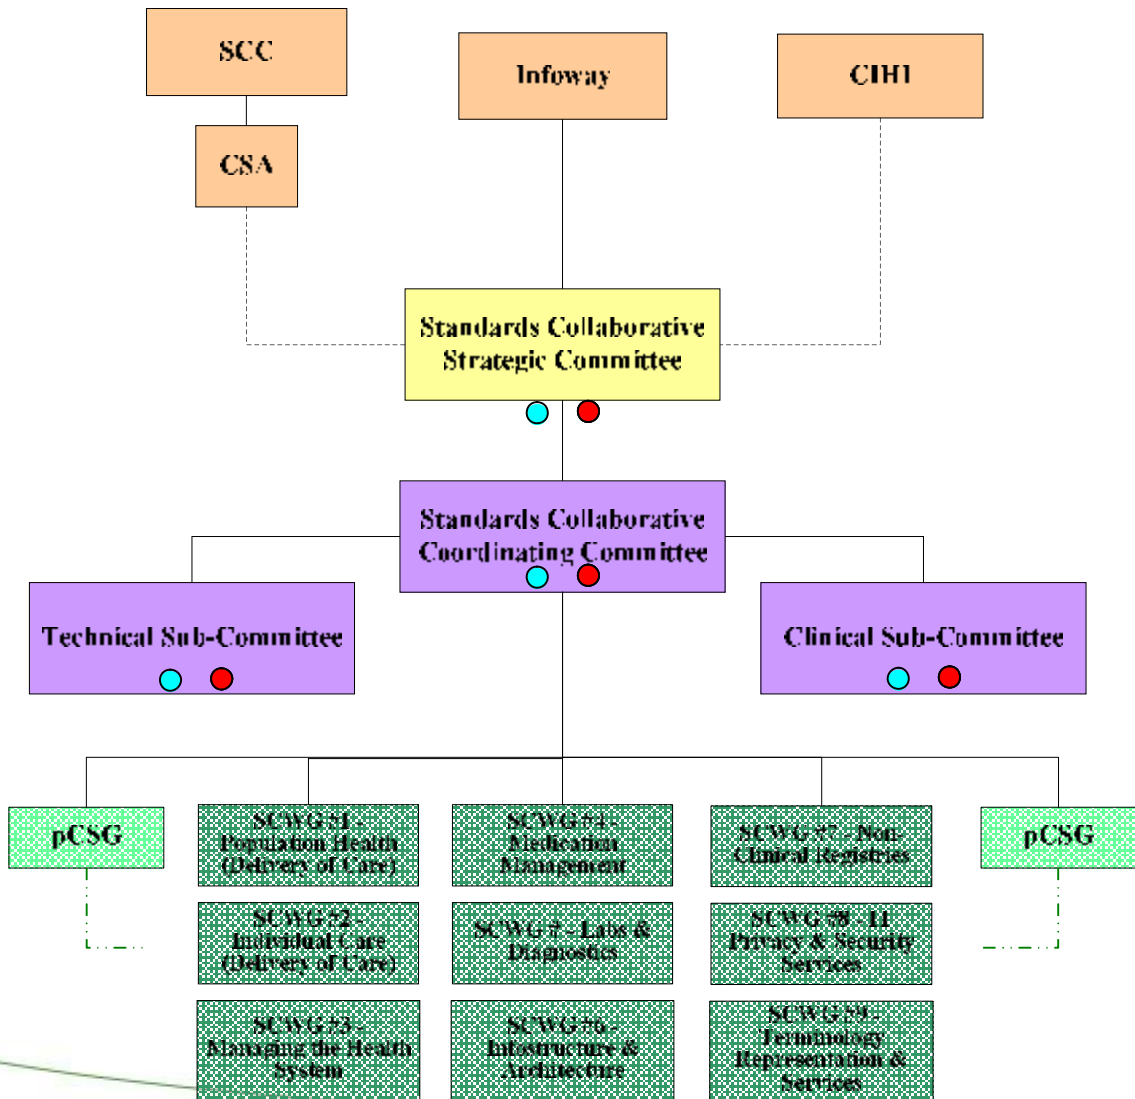 SCC
Infoway
CIHI
CSA
Standards Collaborative
Strategic Committee
Standards Collaborative
Coordinating Committee
Technical Sub-Committee
Clinical Sub-Committee
pCSG
SCWG #1 -
Population Health
(Delivery of Care)
SCWG #4 -
Medication
Management
SCWG #7 - Non-
Clinical Registries
pCSG
SCWG #2 -
Individual Care
(Delivery of Care)
SCWG # - Labs &
Diagnostics
SCWG #8 -
Privacy & Security
Services
SCWG #3 -
Managing the Health
System
SCWG #6 -
Infostructure &
Architecture
SCWG #9 -
Terminology
Representation &
Services